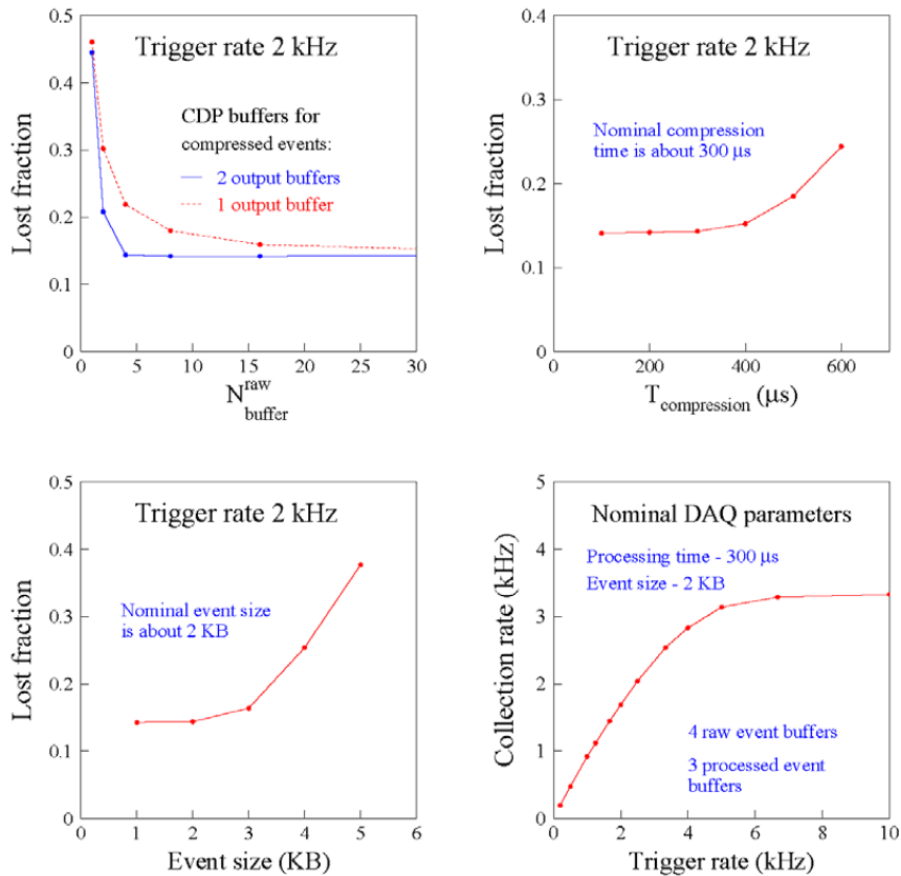 0.5
0.4
0.3
0.2
0.1
0
Lost fraction
Trigger rate 2 kHz
CDP buffers for
compressed events:
2 output buffers
1 output buffer
0 5 10 15 20 25 30
N raw buffer
0.4
0.3
0.2
0.1
0
Lost fraction
Trigger rate 2 kHz
Nominal compression
time is about 300 μs
0 200 400 600
T compression (μs)
0.5
0.4
0.3
0.2
0.1
0
Lost fraction
Trigger rate 2 kHz
Nominal event size
is about 2 KB
0 1 2 3 4 5 6
Event size (KB)
5
4
3
2
1
0
Collection rate (kHz)
Nominal DAQ parameters
Processing time - 300 μs
Event size - 2 KB
4 raw event buffers
3 processed event
buffers
0 2 4 6 8 10
Trigger rate (kHz)